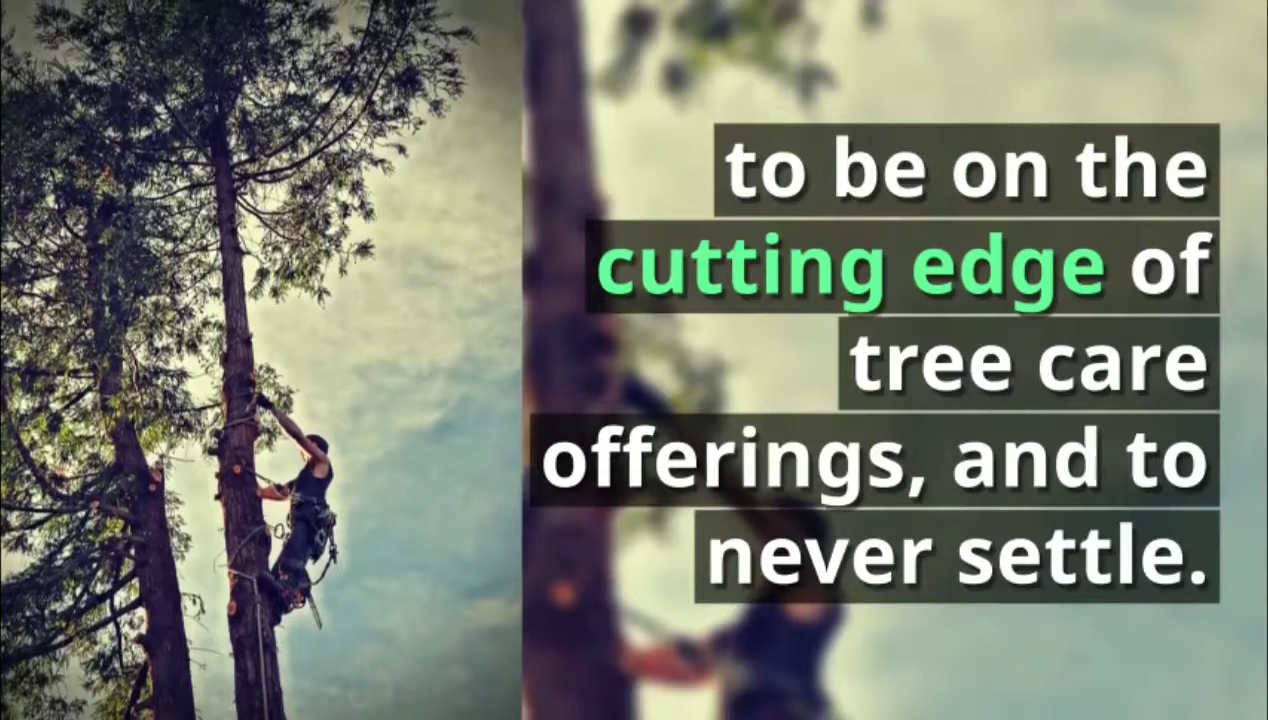 to be on the
cutting edge of
tree care
offerings, and to
never settle.